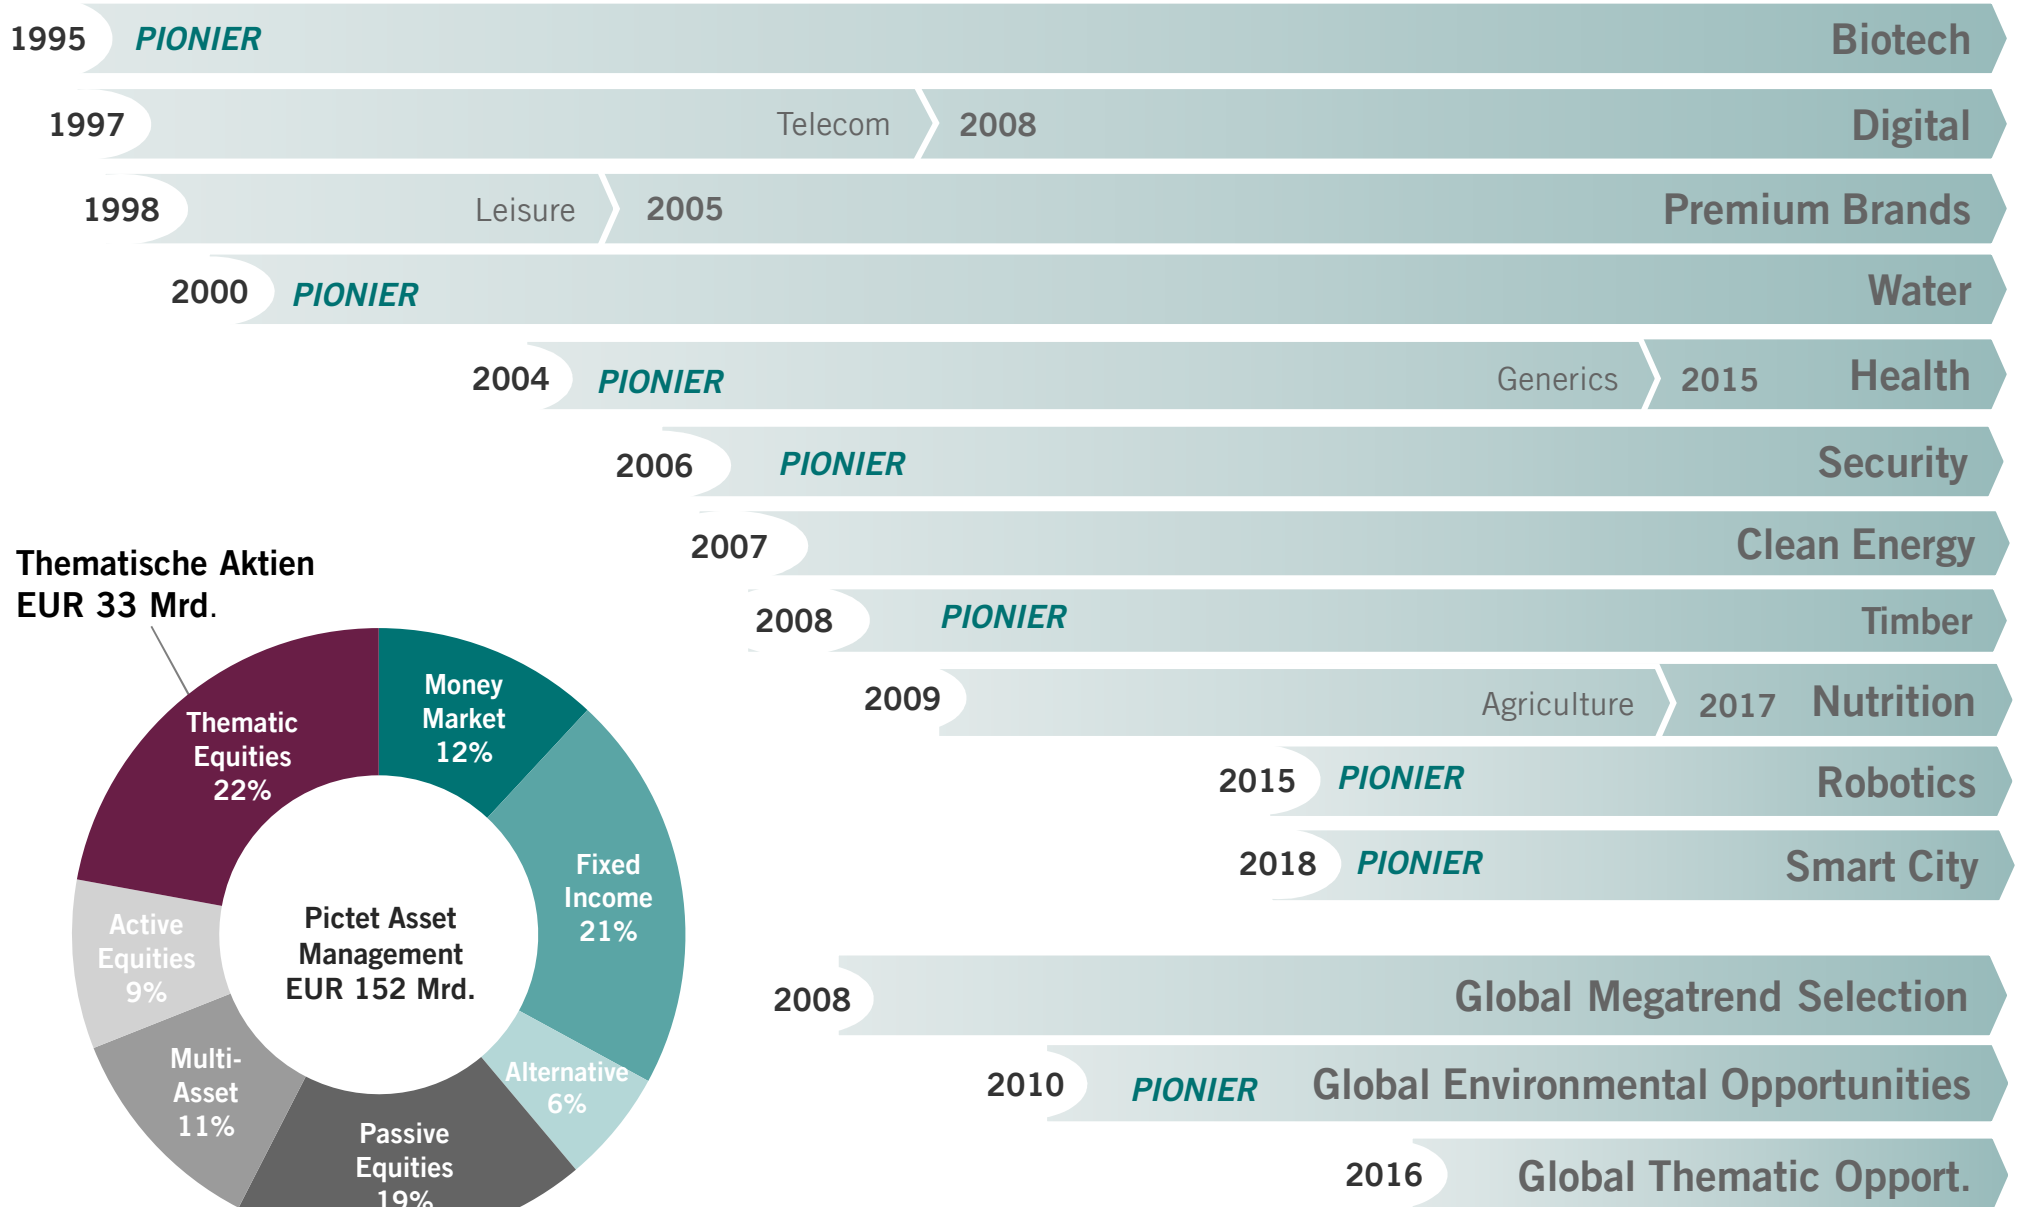 1995 PIONIER Biotech
1997 Telecom 2008 Digital
1998 Leisure 2005 Premium Brands
2000 PIONIER Water
2004 PIONIER Generics 2015 Health
2006 PIONIER Security
2007 Clean Energy
2008 PIONIER Timber
2009 Agriculture 2017 Nutrition
2015 PIONIER Robotics
2018 PIONIER Smart City
2008 Global Megatrend Selection
2010 PIONIER Global Environmental Opportunities
2016 Global Thematic Opport.
Thematische Aktien
EUR 33 Mrd.
Thematic
Equities
22%
Money
Market
12%
Fixed
Income
21%
Alternative
6%
Passive
Equities
19%
Multi-
Asset
11%
Active
Equities
9%
Pictet Asset
Management
EUR 152 Mrd.